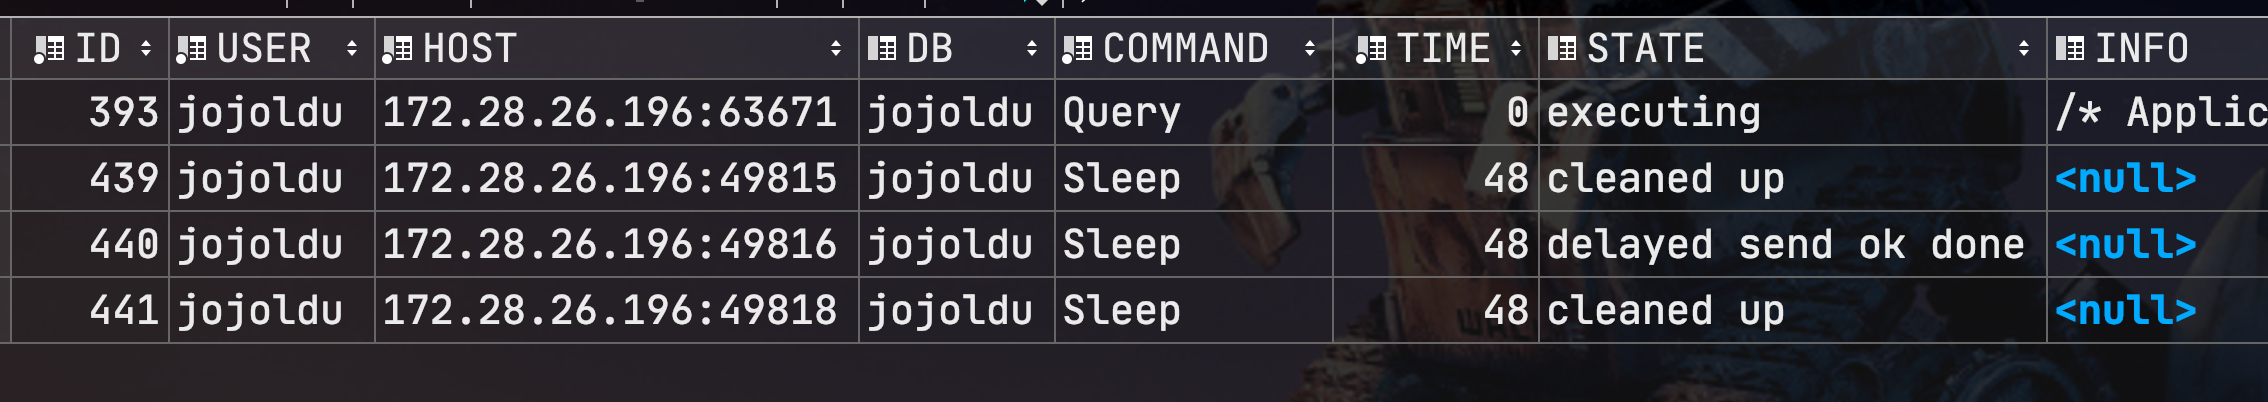 ID USER HOST DB COMMAND TIME STATE INFO
393 jojoldu 172.28.26.196:63671 jojoldu Query 0 executing /* Applic
439 jojoldu 172.28.26.196:49815 jojoldu Sleep 48 cleaned up <null>
440 jojoldu 172.28.26.196:49816 jojoldu Sleep 48 delayed send ok done <null>
441 jojoldu 172.28.26.196:49818 jojoldu Sleep 48 cleaned up <null>